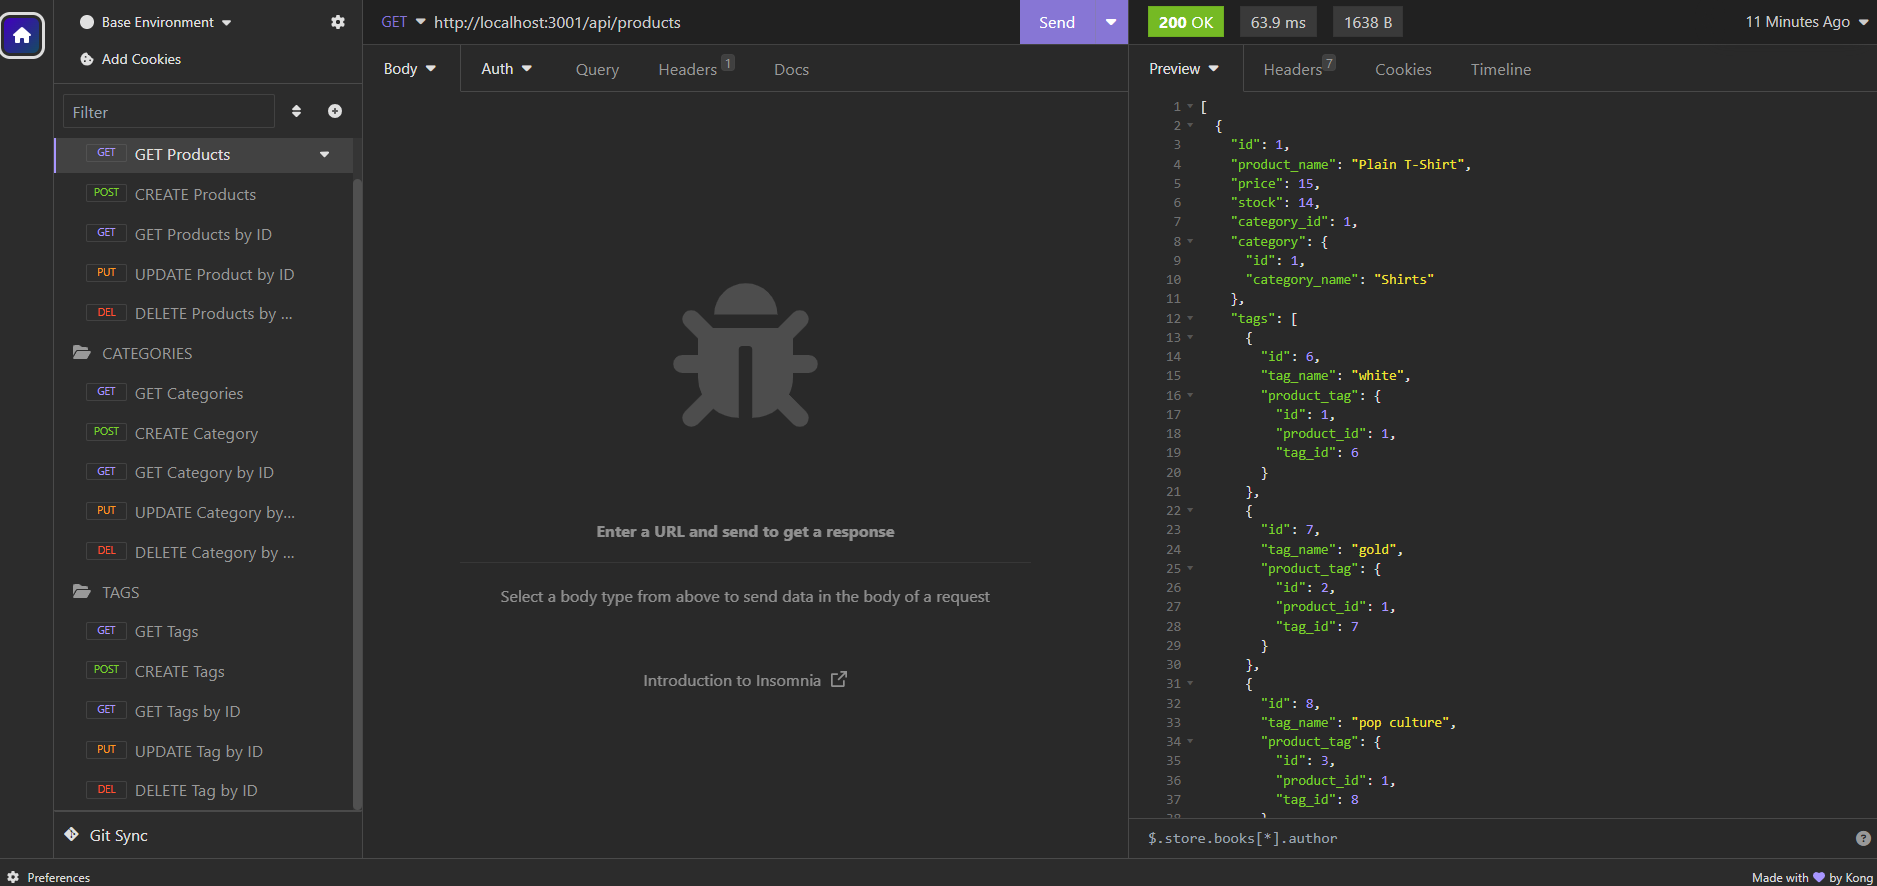 Base Environment
Add Cookies
Filter
GET GET Products
POST CREATE Products
GET GET Products by ID
PUT UPDATE Product by ID
DEL DELETE Products by ...
CATEGORIES
GET GET Categories
POST CREATE Category
GET GET Category by ID
PUT UPDATE Category by...
DEL DELETE Category by ...
TAGS
GET GET Tags
POST CREATE Tags
GET GET Tags by ID
PUT UPDATE Tag by ID
DEL DELETE Tag by ID
Git Sync
Preferences
GET http://localhost:3001/api/products Send
Body Auth Query Headers 1 Docs
Enter a URL and send to get a response
Select a body type from above to send data in the body of a request
Introduction to Insomnia
200 OK 63.9 ms 1638 B 11 Minutes Ago
Preview Headers 7 Cookies Timeline
1 [
2 {
3 "id": 1,
4 "product_name": "Plain T-Shirt",
5 "price": 15,
6 "stock": 14,
7 "category_id": 1,
8 "category": {
9 "id": 1,
10 "category_name": "Shirts"
11 },
12 "tags": [
13 {
14 "id": 6,
15 "tag_name": "white",
16 "product_tag": {
17 "id": 1,
18 "product_id": 1,
19 "tag_id": 6
20 }
21 },
22 {
23 "id": 7,
24 "tag_name": "gold",
25 "product_tag": {
26 "id": 2,
27 "product_id": 1,
28 "tag_id": 7
29 }
30 },
31 {
32 "id": 8,
33 "tag_name": "pop culture",
34 "product_tag": {
35 "id": 3,
36 "product_id": 1,
37 "tag_id": 8
38 }
$.store.books[*].author
Made with 💜 by Kong